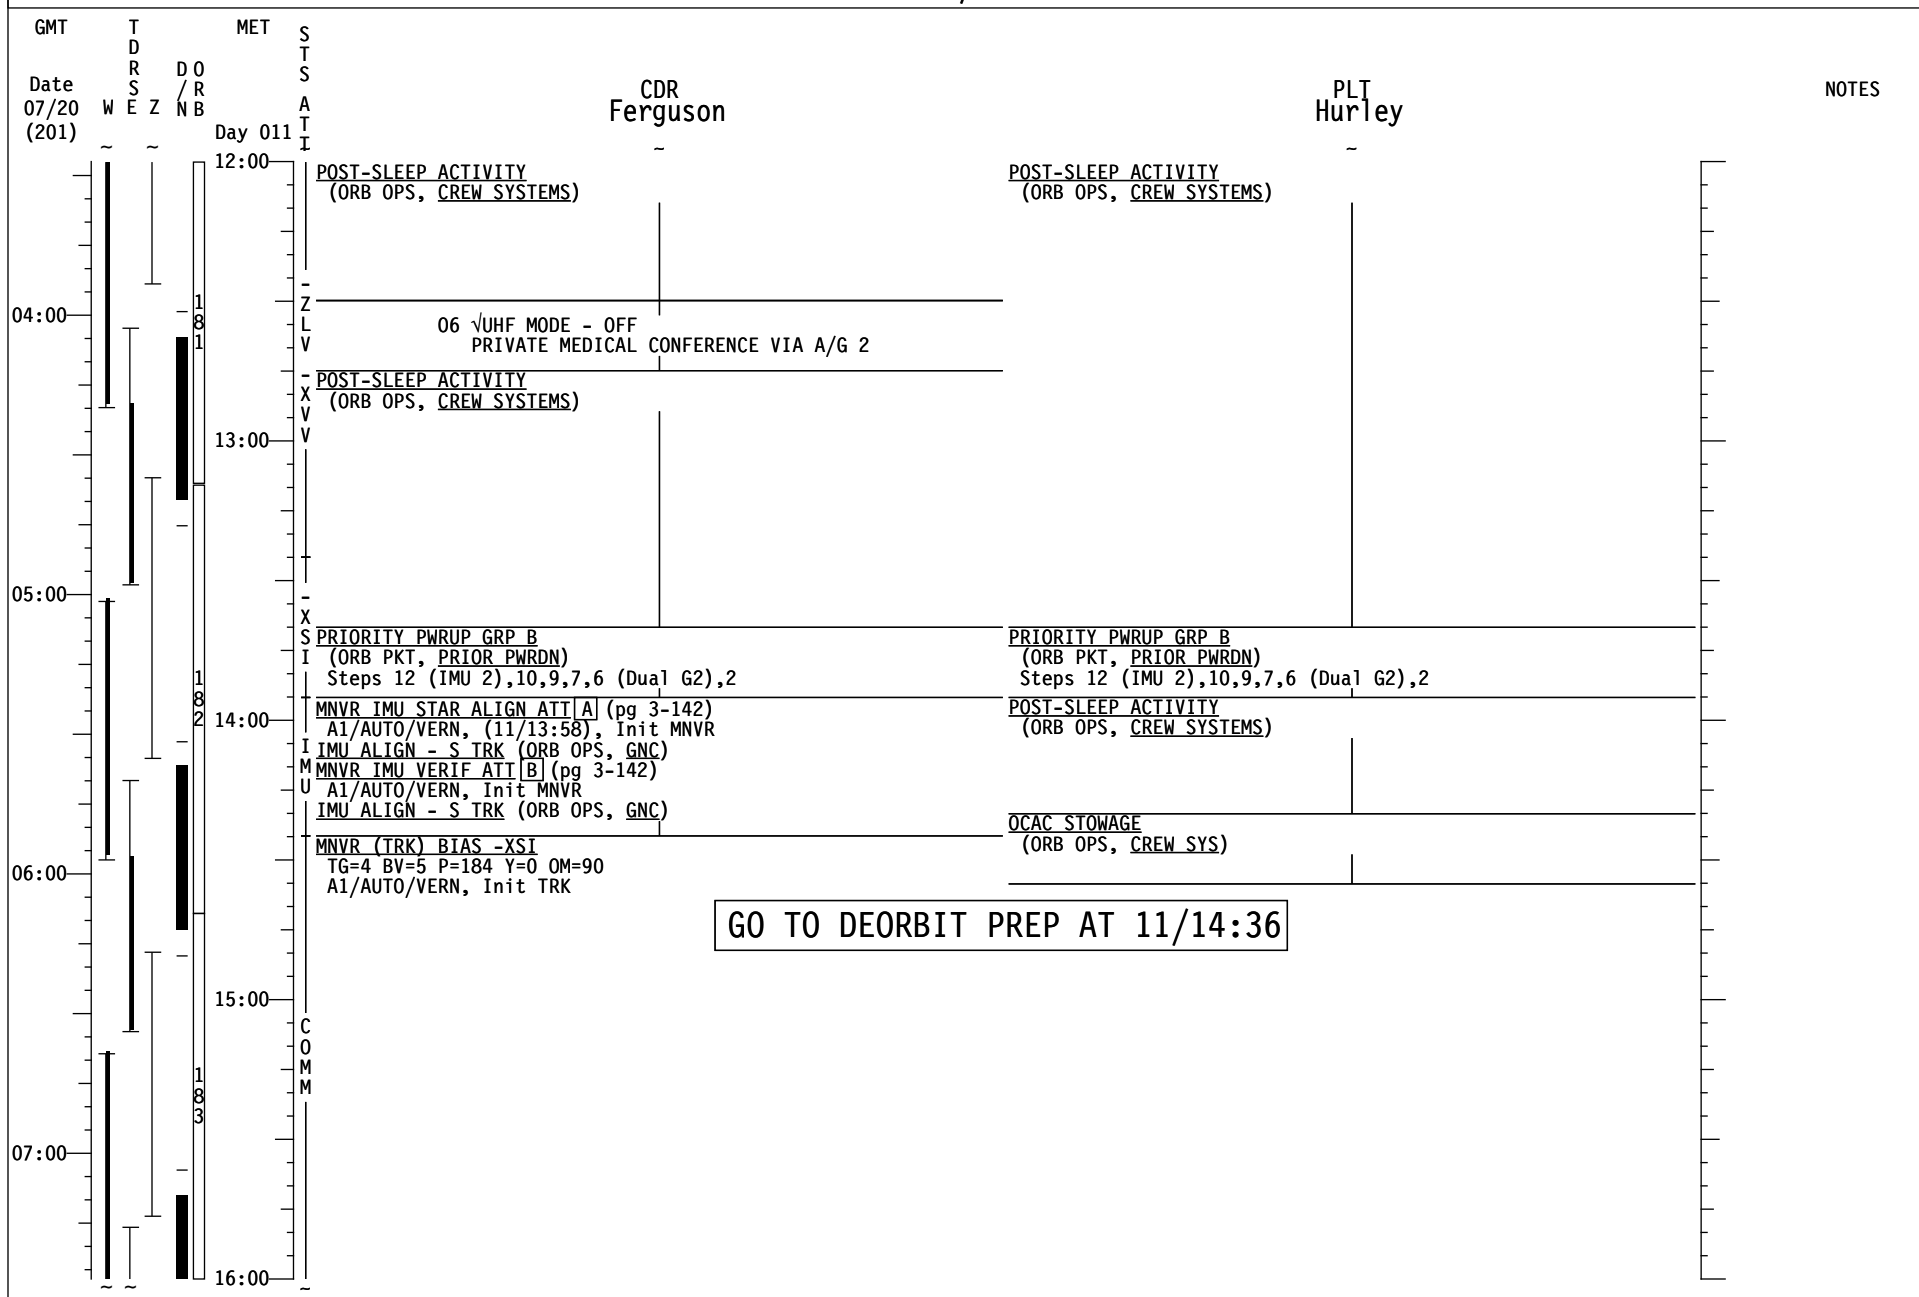 GMT
TDRS
MET
STS ATT
Date
07/20
(201)
W E Z
D/N
ORB
Day 011
CDR
Ferguson
PLT
Hurley
NOTES
~ ~ ~ ~ ~
12:00
POST-SLEEP ACTIVITY
(ORB OPS, CREW SYSTEMS)
POST-SLEEP ACTIVITY
(ORB OPS, CREW SYSTEMS)
-ZLV
181
04:00
06 √UHF MODE - OFF
PRIVATE MEDICAL CONFERENCE VIA A/G 2
-XVV
POST-SLEEP ACTIVITY
(ORB OPS, CREW SYSTEMS)
13:00
05:00
-XSI
PRIORITY PWRUP GRP B
(ORB PKT, PRIOR PWRDN)
Steps 12 (IMU 2),10,9,7,6 (Dual G2),2
PRIORITY PWRUP GRP B
(ORB PKT, PRIOR PWRDN)
Steps 12 (IMU 2),10,9,7,6 (Dual G2),2
182
14:00
IMU
MNVR IMU STAR ALIGN ATT A (pg 3-142)
A1/AUTO/VERN, (11/13:58), Init MNVR
IMU ALIGN - S TRK (ORB OPS, GNC)
MNVR IMU VERIF ATT B (pg 3-142)
A1/AUTO/VERN, Init MNVR
IMU ALIGN - S TRK (ORB OPS, GNC)
POST-SLEEP ACTIVITY
(ORB OPS, CREW SYSTEMS)
OCAC STOWAGE
(ORB OPS, CREW SYS)
MNVR (TRK) BIAS -XSI
TG=4 BV=5 P=184 Y=0 OM=90
A1/AUTO/VERN, Init TRK
06:00
GO TO DEORBIT PREP AT 11/14:36
15:00
COMM
183
07:00
16:00
~ ~ ~